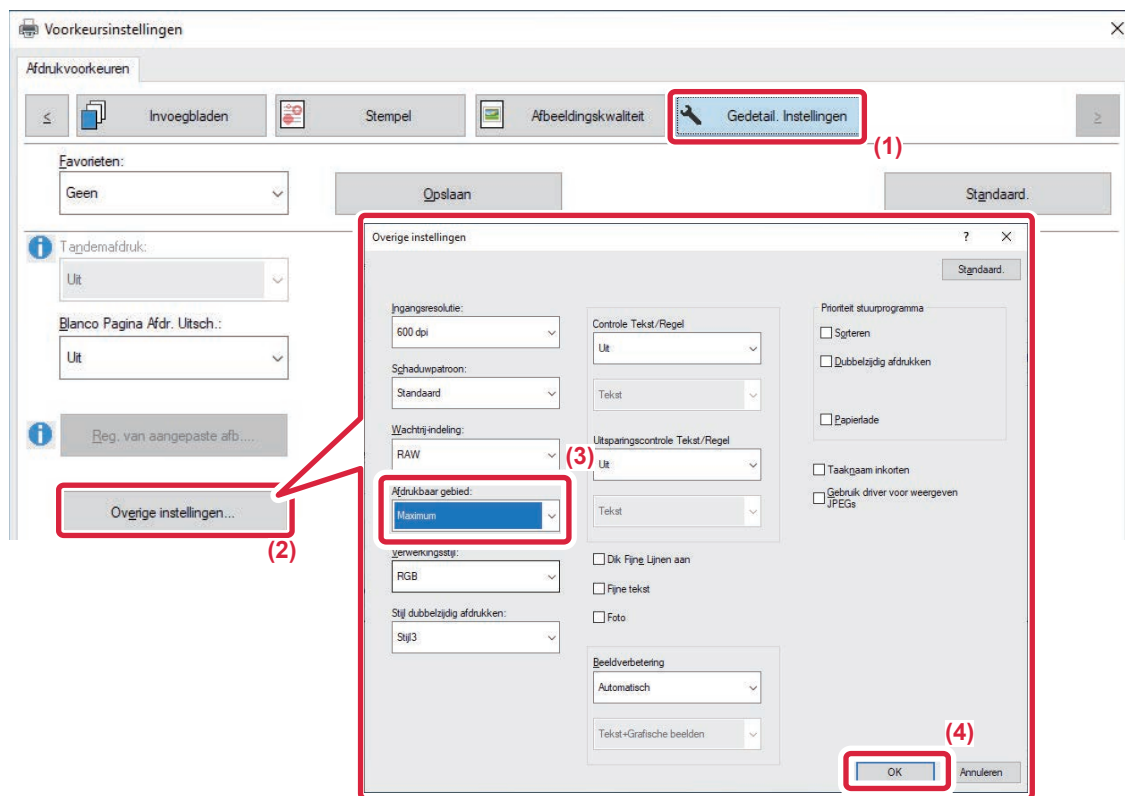 Voorkeursinstellingen
Afdrukvoorkeuren
< Invoegbladen Stempel Afbeeldingskwaliteit Gedetail. Instellingen >
(1)
Favorieten:
Geen
Opslaan
Standaard.
Tandemafdruk:
Uit
Blanco Pagina Afdr. Uitsch.:
Uit
Reg. van aangepaste afb....
Overige instellingen...
(2)
Overige instellingen ?
Standaard.
Ingangsresolutie:
600 dpi
Schaduwpatroon:
Standaard
Wachtrij-indeling:
RAW
(3)
Afdrukbaar gebied:
Maximum
Verwerkingsstijl:
RGB
Stijl dubbelzijdig afdrukken:
Stijl3
Controle Tekst/Regel
Uit
Tekst
Uitsparingscontrole Tekst/Regel
Uit
Tekst
Dik Fijne Lijnen aan
Fijne tekst
Foto
Beeldverbetering
Automatisch
Tekst+Grafische beelden
Prioriteit stuurprogramma
Sorteren
Dubbelzijdig afdrukken
Papierlade
Taaknaam inkorten
Gebruik driver voor weergeven
JPEGs
(4)
OK
Annuleren